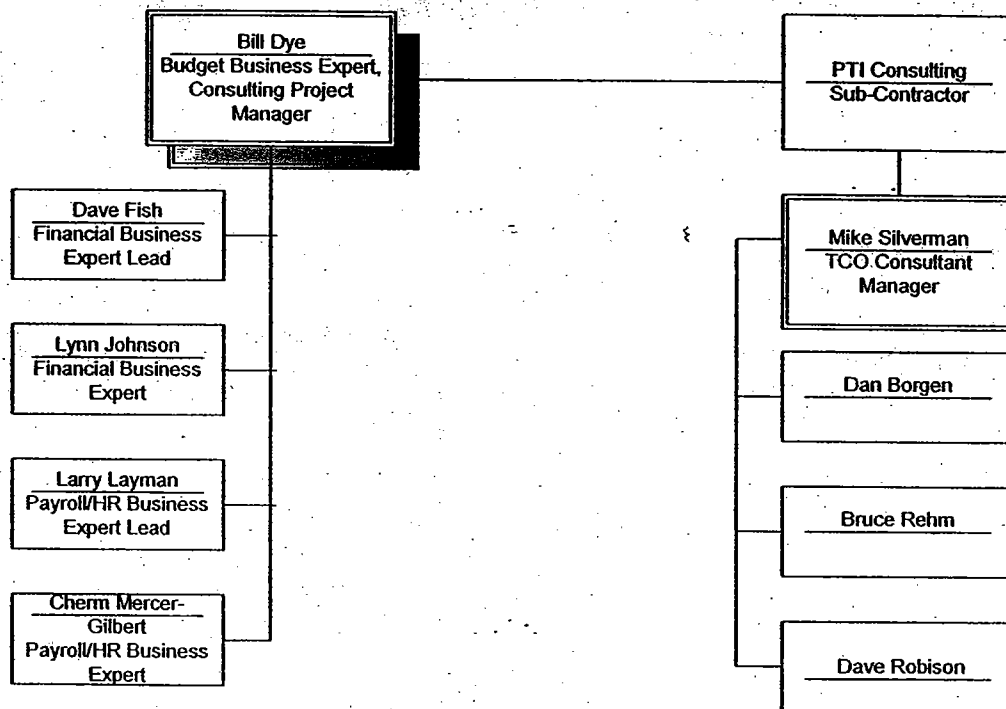 Bill Dye
Budget Business Expert,
Consulting Project
Manager
PTI Consulting
Sub-Contractor
Dave Fish
Financial Business
Expert Lead
Lynn Johnson
Financial Business
Expert
Larry Layman
Payroll/HR Business
Expert Lead
Cherm Mercer-
Gilbert
Payroll/HR Business
Expert
Mike Silverman
TCO Consultant
Manager
Dan Borgen
Bruce Rehm
Dave Robison